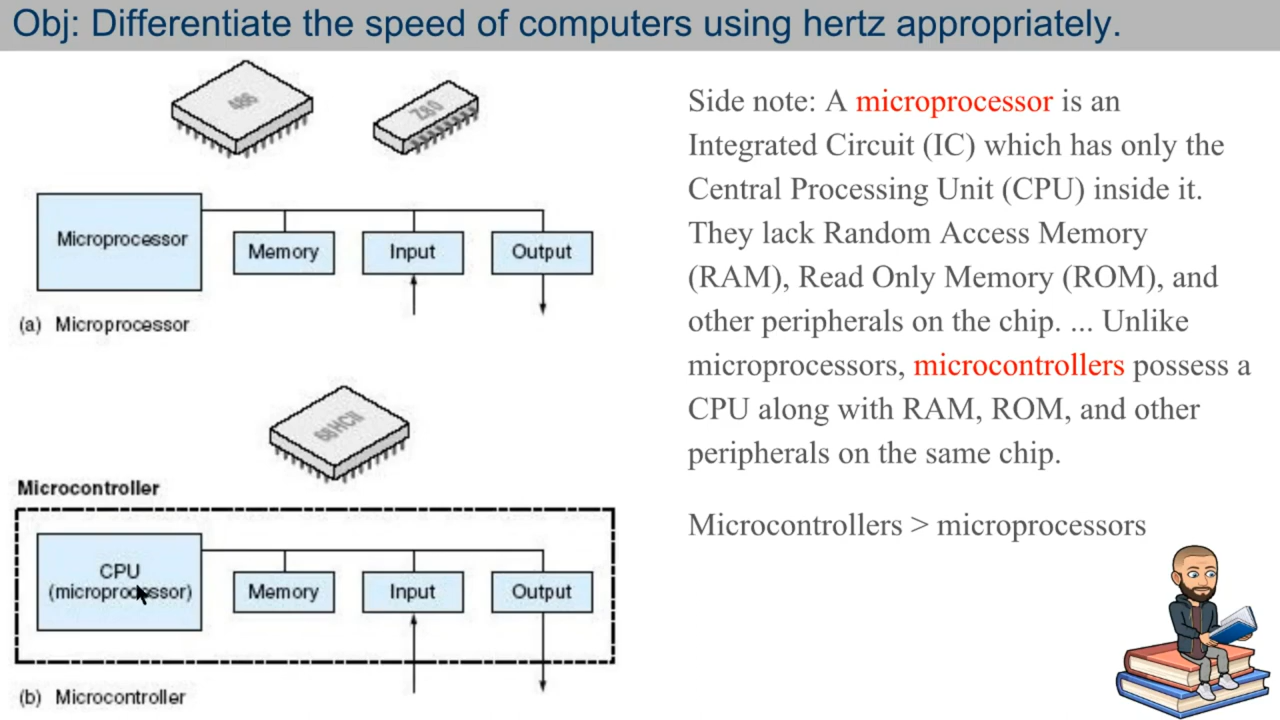 Obj: Differentiate the speed of computers using hertz appropriately.
486
Z80
Microprocessor
Memory
Input
Output
(a) Microprocessor
68HC11
Microcontroller
CPU
(microprocessor)
Memory
Input
Output
(b) Microcontroller
Side note: A microprocessor is an
Integrated Circuit (IC) which has only the
Central Processing Unit (CPU) inside it.
They lack Random Access Memory
(RAM), Read Only Memory (ROM), and
other peripherals on the chip. ... Unlike
microprocessors, microcontrollers possess a
CPU along with RAM, ROM, and other
peripherals on the same chip.
Microcontrollers > microprocessors